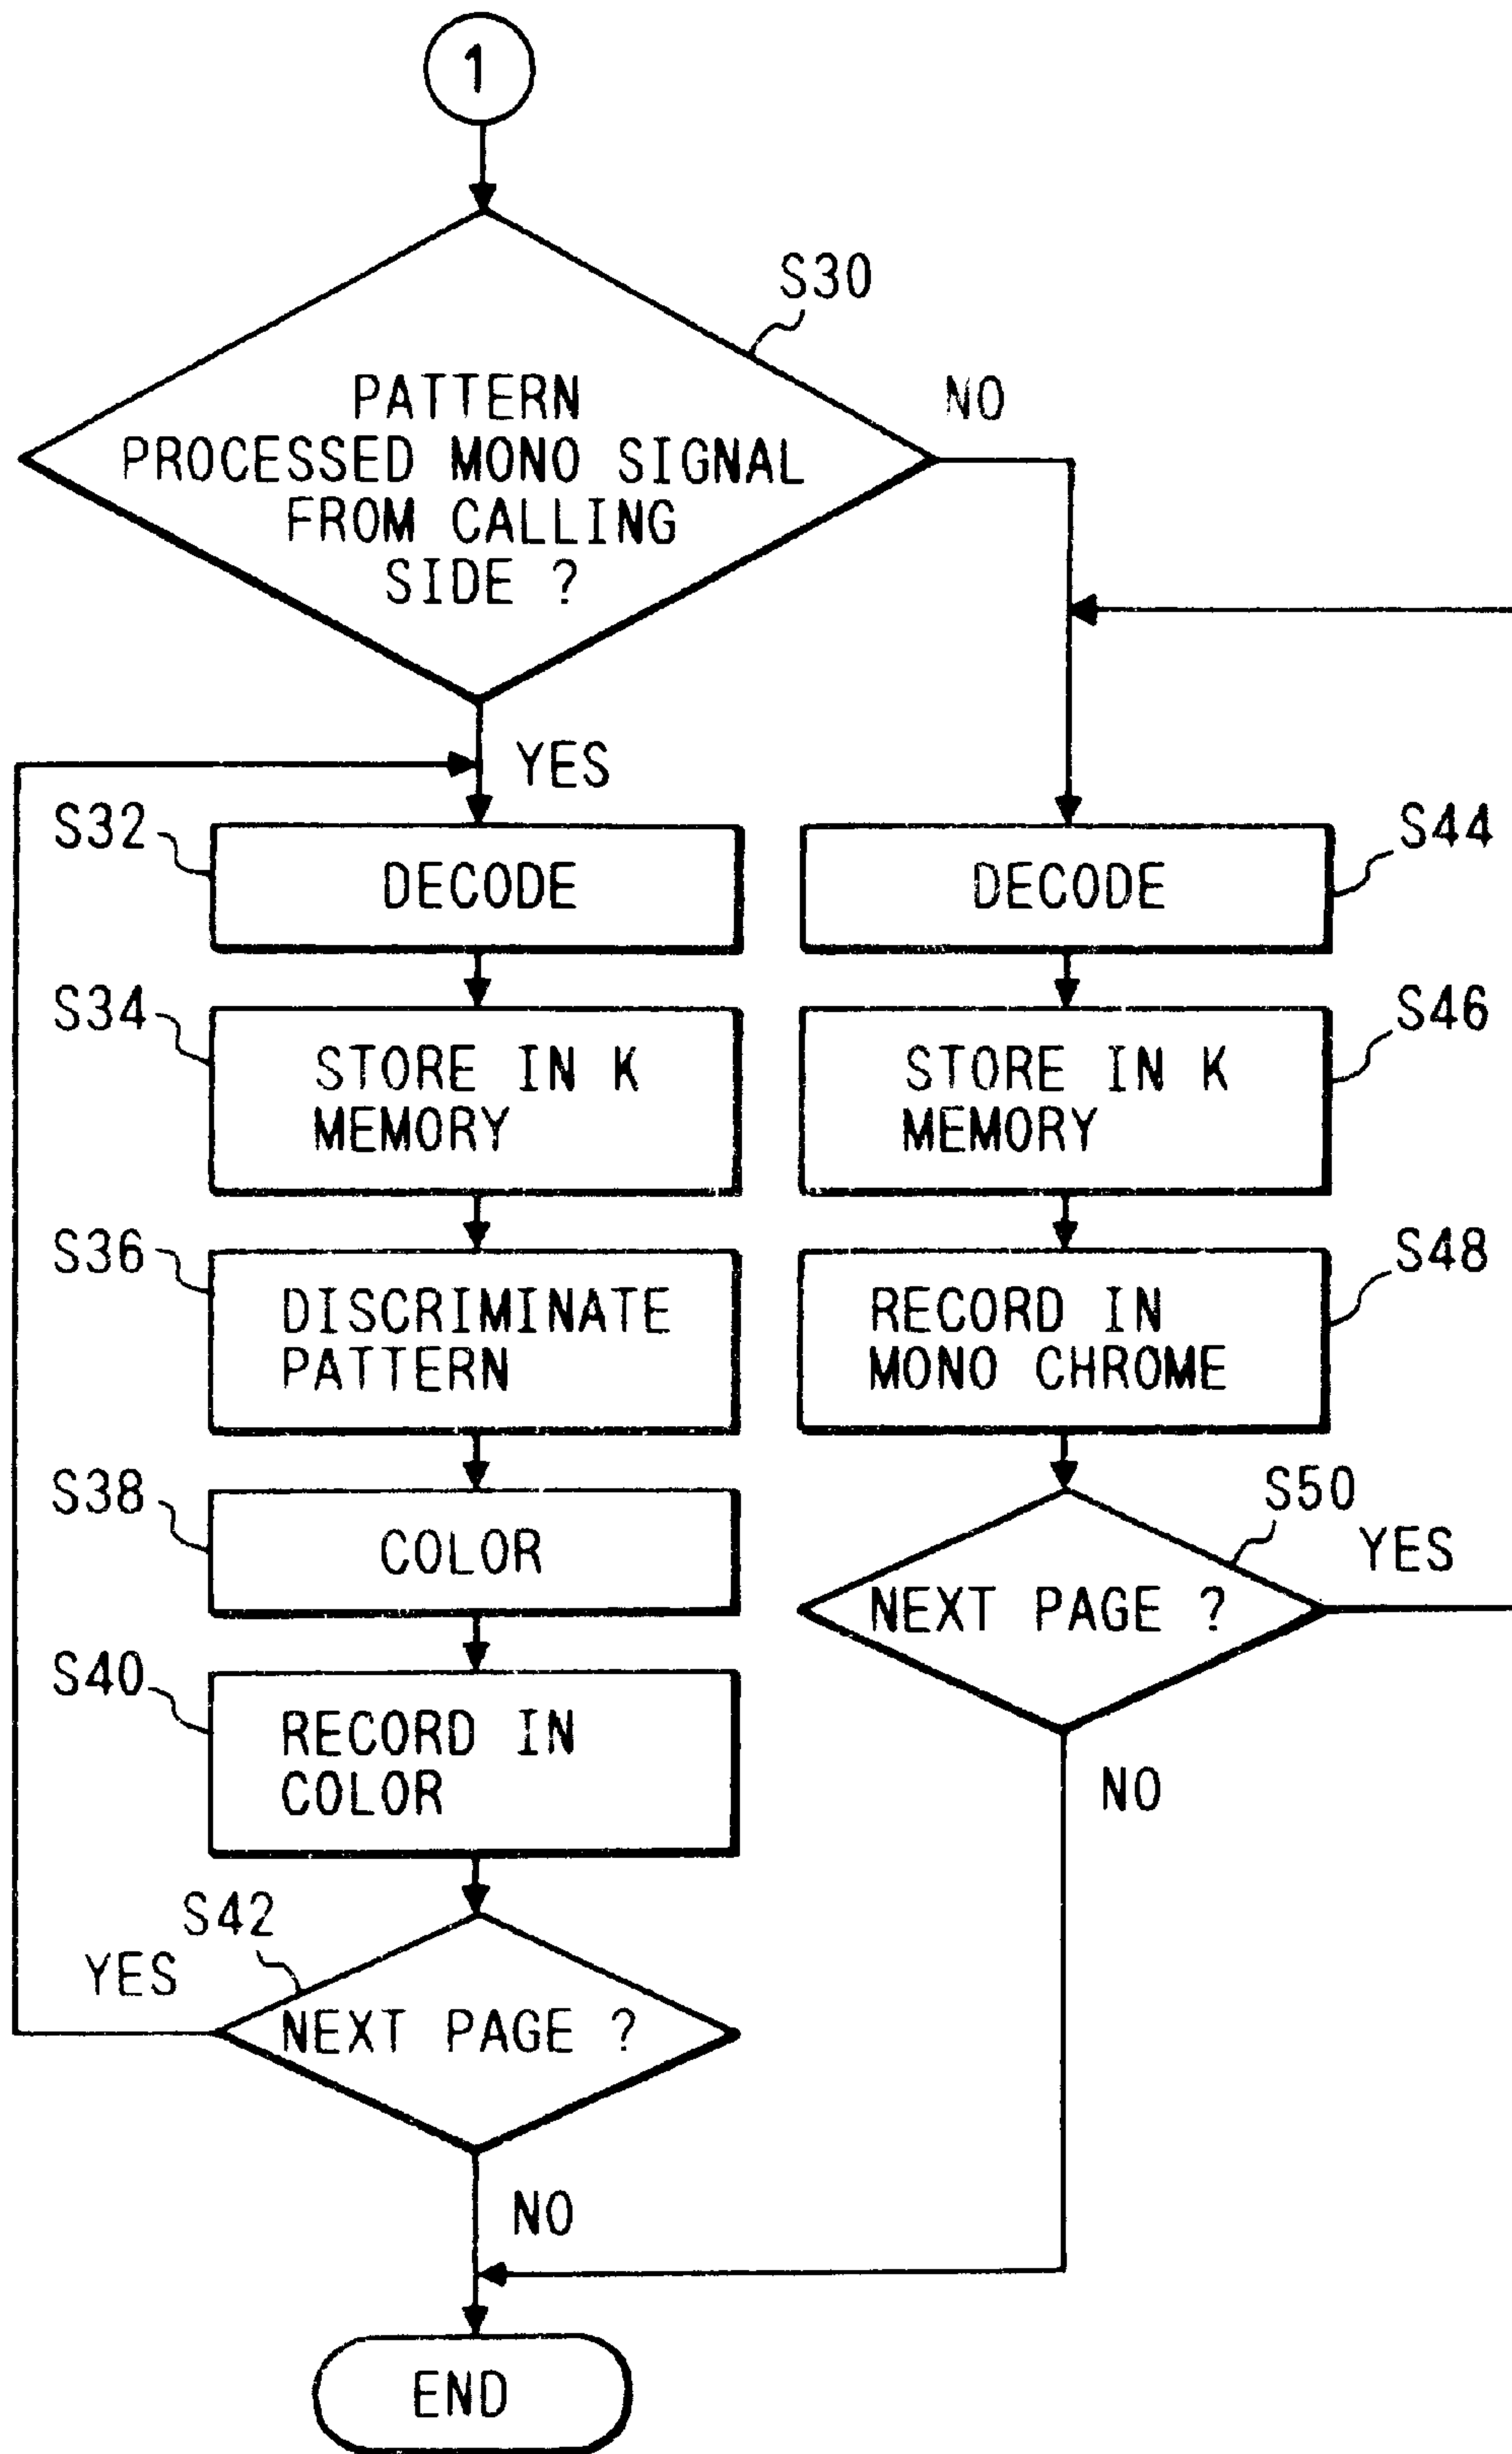 1
S30
PATTERN
PROCESSED MONO SIGNAL
FROM CALLING
SIDE ?
NO
YES
S32
DECODE
S34
STORE IN K
MEMORY
S36
DISCRIMINATE
PATTERN
S38
COLOR
S40
RECORD IN
COLOR
S42
YES
NEXT PAGE ?
NO
S44
DECODE
S46
STORE IN K
MEMORY
S48
RECORD IN
MONO CHROME
S50
YES
NEXT PAGE ?
NO
END